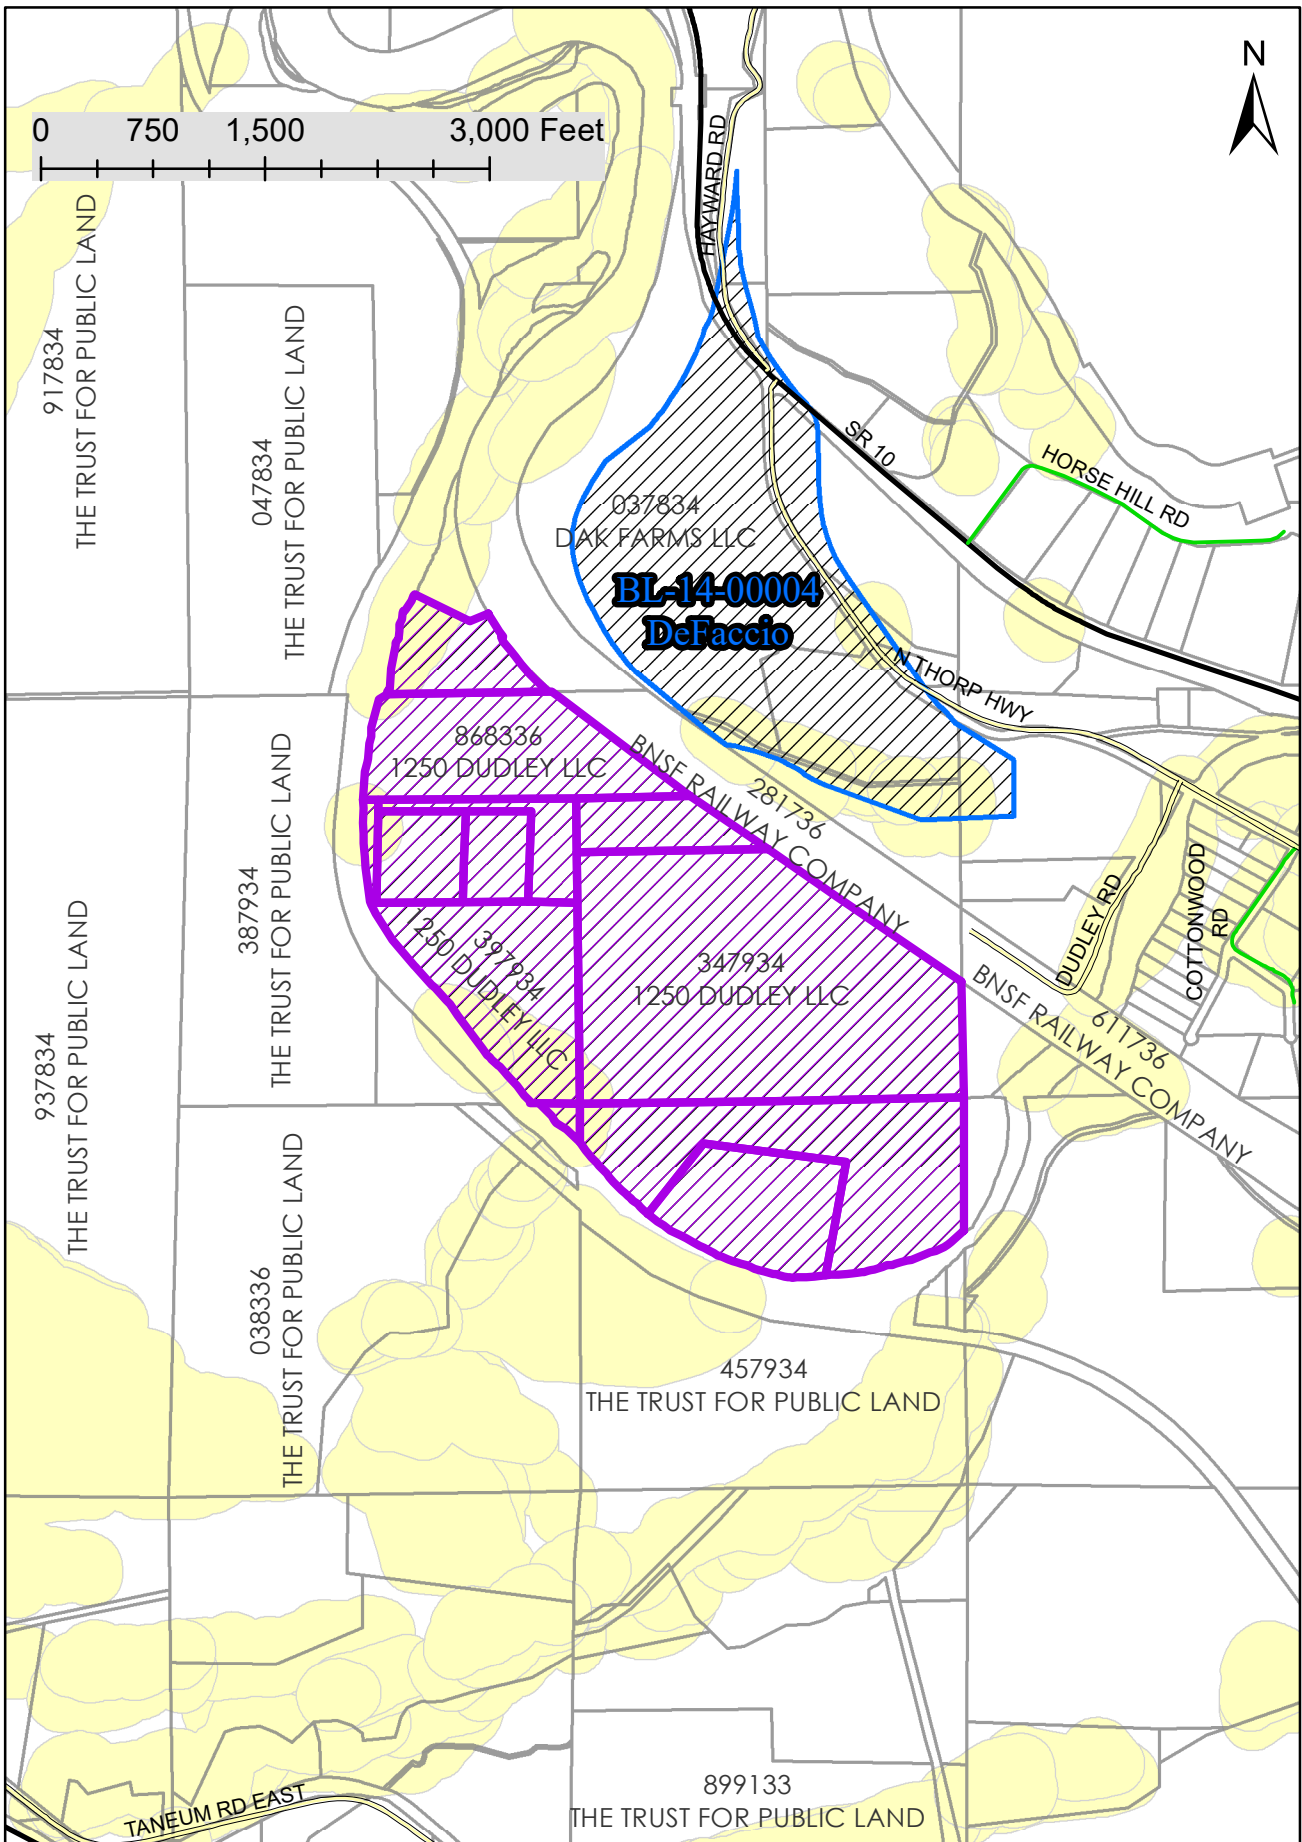 N
0 750 1,500 3,000 Feet
HAYWARD RD
917834
THE TRUST FOR PUBLIC LAND
047834
THE TRUST FOR PUBLIC LAND
SR 10
HORSE HILL RD
037834
DAK FARMS LLC
BL-14-00004
DeFaccio
N THORP HWY
868336
1250 DUDLEY LLC
BNSF RAILWAY COMPANY
281736
387934
THE TRUST FOR PUBLIC LAND
DUDLEY RD
COTTONWOOD
RD
937834
THE TRUST FOR PUBLIC LAND
397934
1250 DUDLEY LLC
347934
1250 DUDLEY LLC
611736
BNSF RAILWAY COMPANY
038336
THE TRUST FOR PUBLIC LAND
457934
THE TRUST FOR PUBLIC LAND
899133
THE TRUST FOR PUBLIC LAND
TANEUM RD EAST